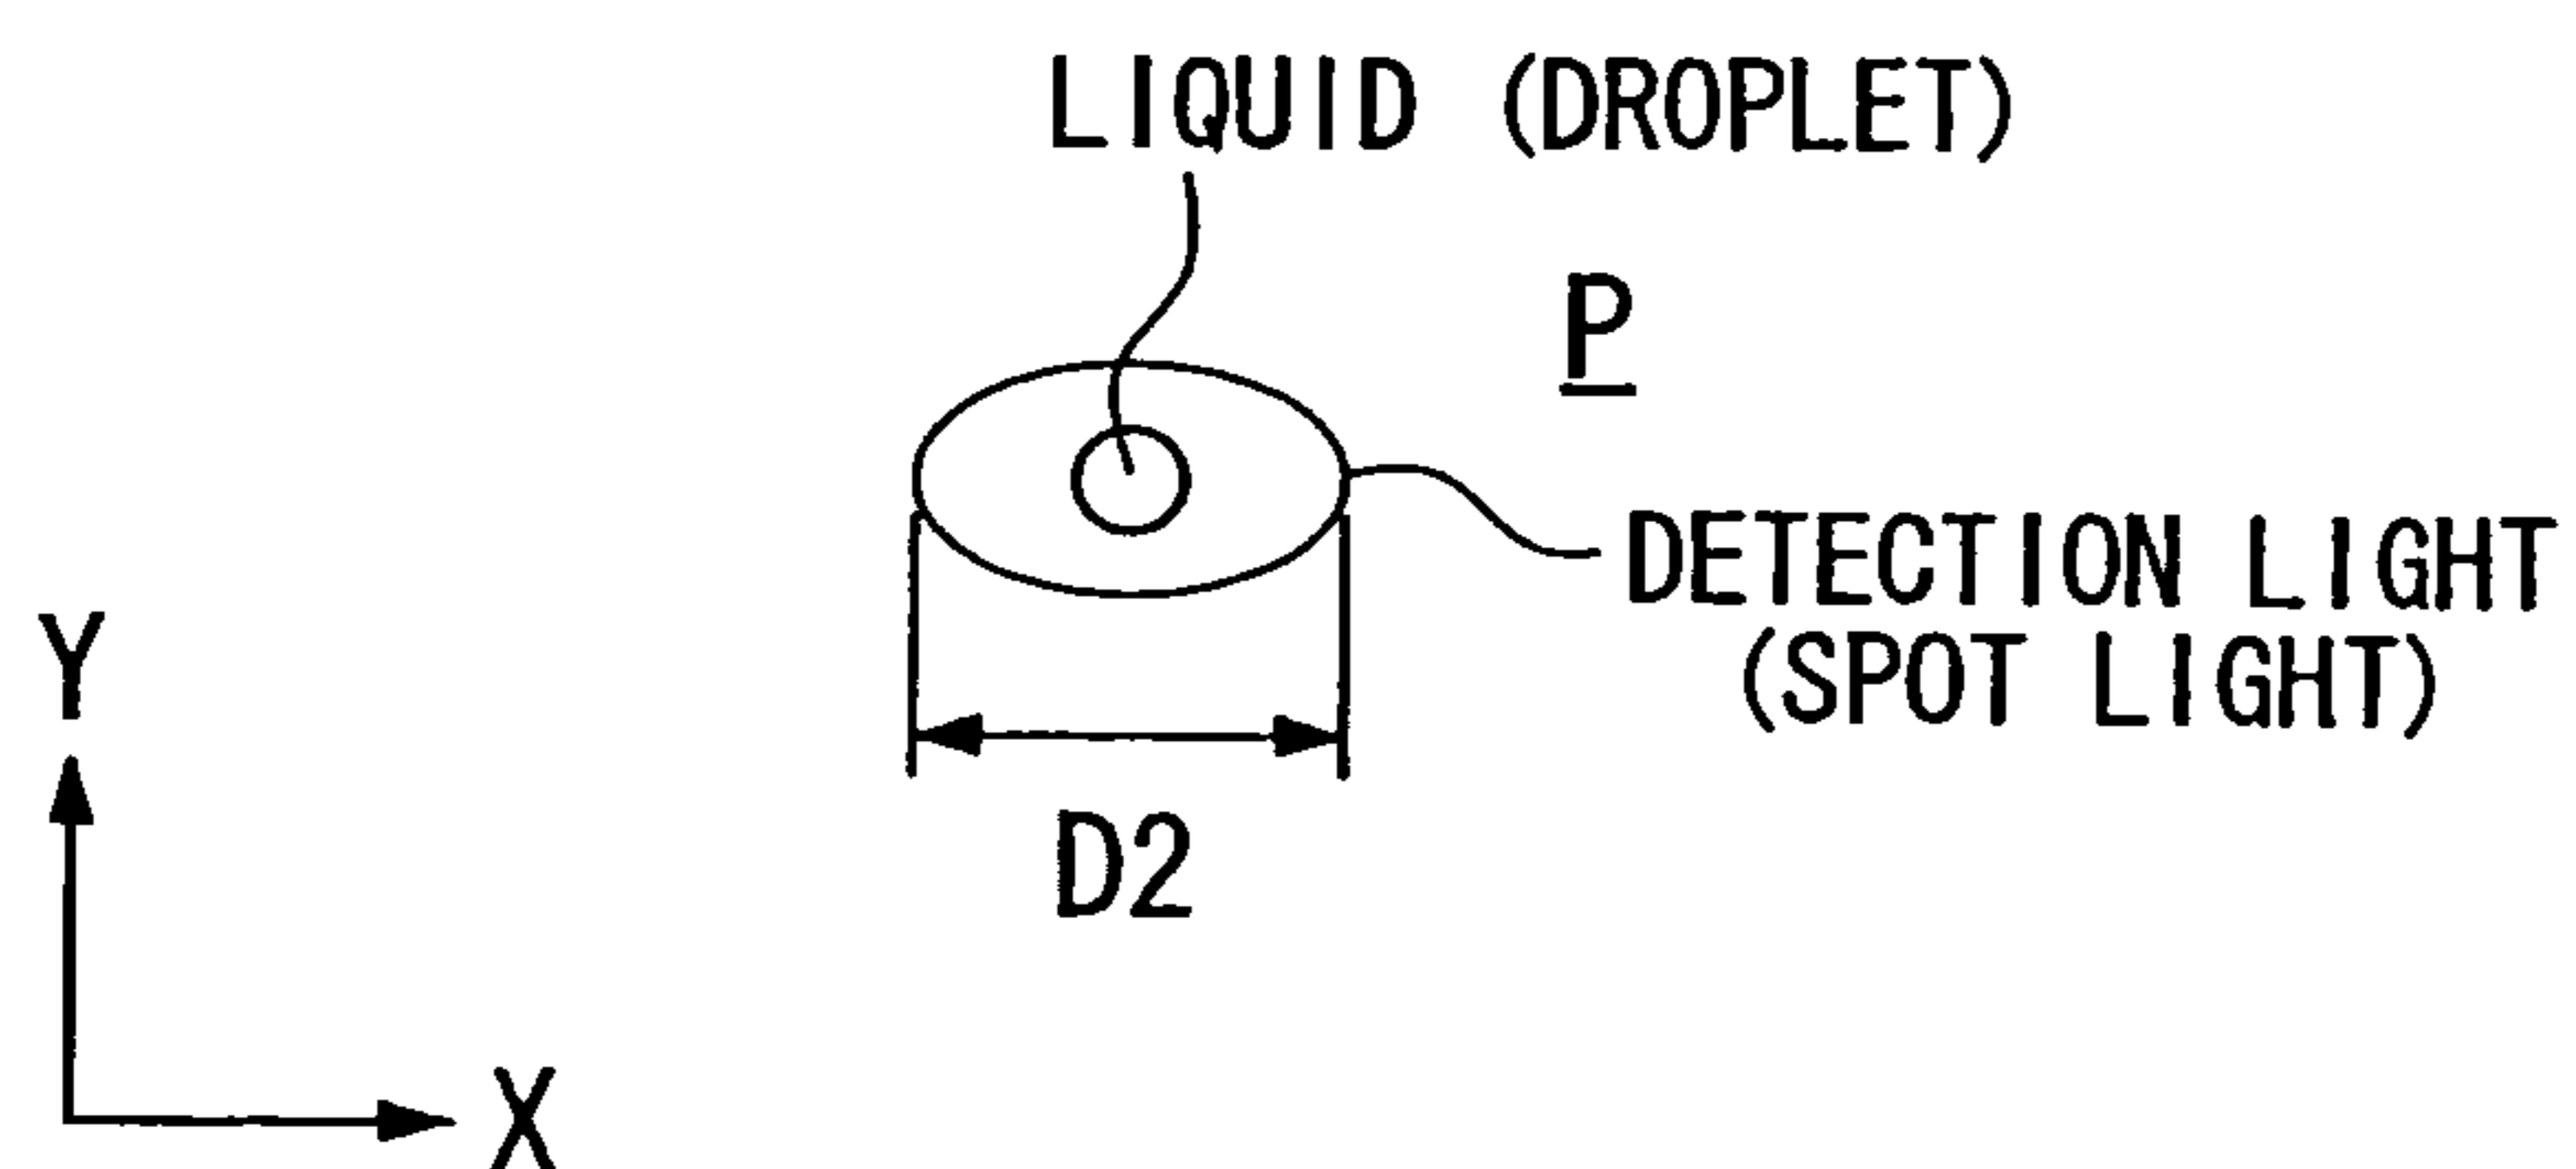 LIQUID (DROPLET)
P
DETECTION LIGHT
(SPOT LIGHT)
D2
Y
X